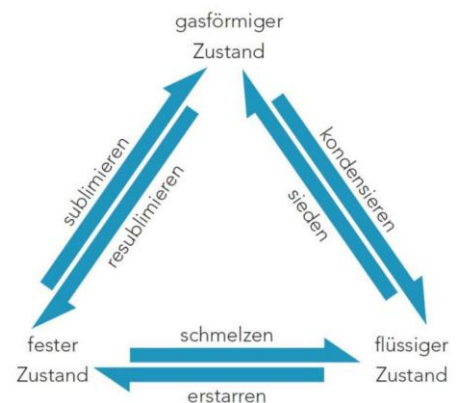 gasförmiger
Zustand
sublimieren
resublimieren
kondensieren
sieden
fester
Zustand
schmelzen
erstarren
flüssiger
Zustand